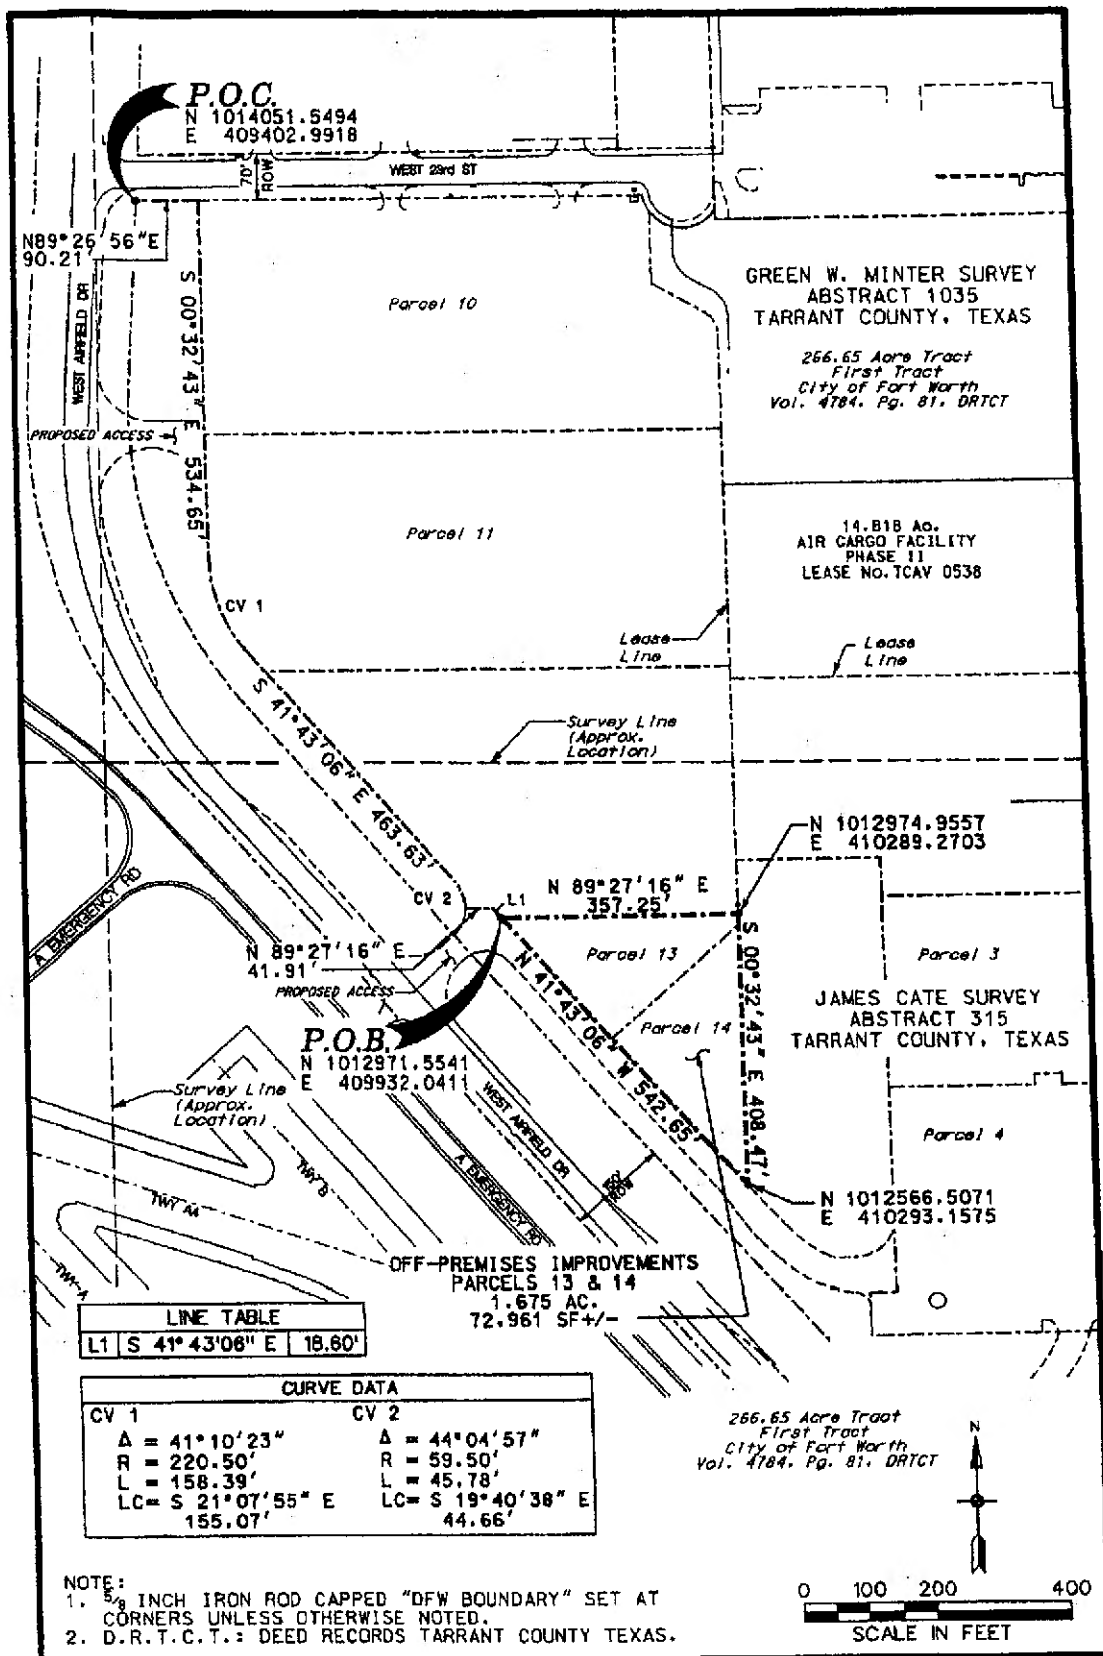 P.O.C.
N 1014051.5494
E 409402.9918
70'
ROW
WEST 23rd ST
N89°26'56"E
90.21'
WEST AIRFIELD DR
S 00°32'43" E 534.65'
PROPOSED ACCESS
Parcel 10
GREEN W. MINTER SURVEY
ABSTRACT 1035
TARRANT COUNTY, TEXAS
266.65 Acre Tract
First Tract
City of Fort Worth
Vol. 4784, Pg. 81, DRTCT
Parcel 11
14.818 Ac.
AIR CARGO FACILITY
PHASE II
LEASE No. TCAV 0538
CV 1
Lease
Line
Lease
Line
S 41°43'06" E 463.63'
Survey Line
(Approx.
Location)
N 1012974.9557
E 410289.2703
A EMERGENCY RD
CV 2
L1
N 89°27'16" E
357.25'
N 89°27'16" E
41.91'
PROPOSED ACCESS
Parcel 13
Parcel 3
N 41°43'06" W 542.65'
S 00°32'43" E 408.47'
JAMES CATE SURVEY
ABSTRACT 315
TARRANT COUNTY, TEXAS
P.O.B.
N 1012971.5541
E 409932.0411
Parcel 14
Survey Line
(Approx.
Location)
WEST AIRFIELD DR
A EMERGENCY RD
ROW
Parcel 4
TWY B
TWY AA
TWY A
N 1012566.5071
E 410293.1575
OFF-PREMISES IMPROVEMENTS
PARCELS 13 & 14
1.675 AC.
72,961 SF+/-
LINE TABLE
L1 S 41°43'06" E 18.60'
CURVE DATA
CV 1 CV 2
Δ = 41°10'23" Δ = 44°04'57"
R = 220.50' R = 59.50'
L = 158.39' L = 45.78'
LC= S 21°07'55" E LC= S 19°40'38" E
155.07' 44.66'
266.65 Acre Tract
First Tract
City of Fort Worth
Vol. 4784, Pg. 81, DRTCT
N
NOTE:
1. 5/8 INCH IRON ROD CAPPED "DFW BOUNDARY" SET AT
CORNERS UNLESS OTHERWISE NOTED.
2. D.R.T.C.T.: DEED RECORDS TARRANT COUNTY TEXAS.
0 100 200 400
SCALE IN FEET